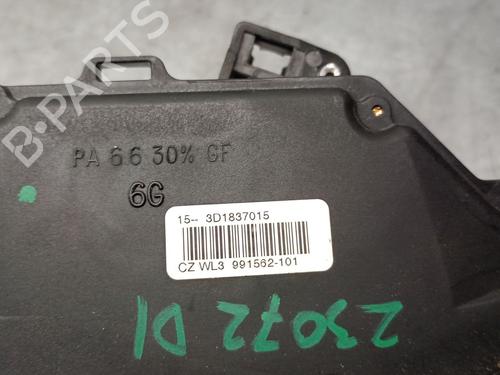 B-PARTS
PA 6.6 30% GF
6G
15-- 3D1837015
CZ WL3 991562-101
23072 D1